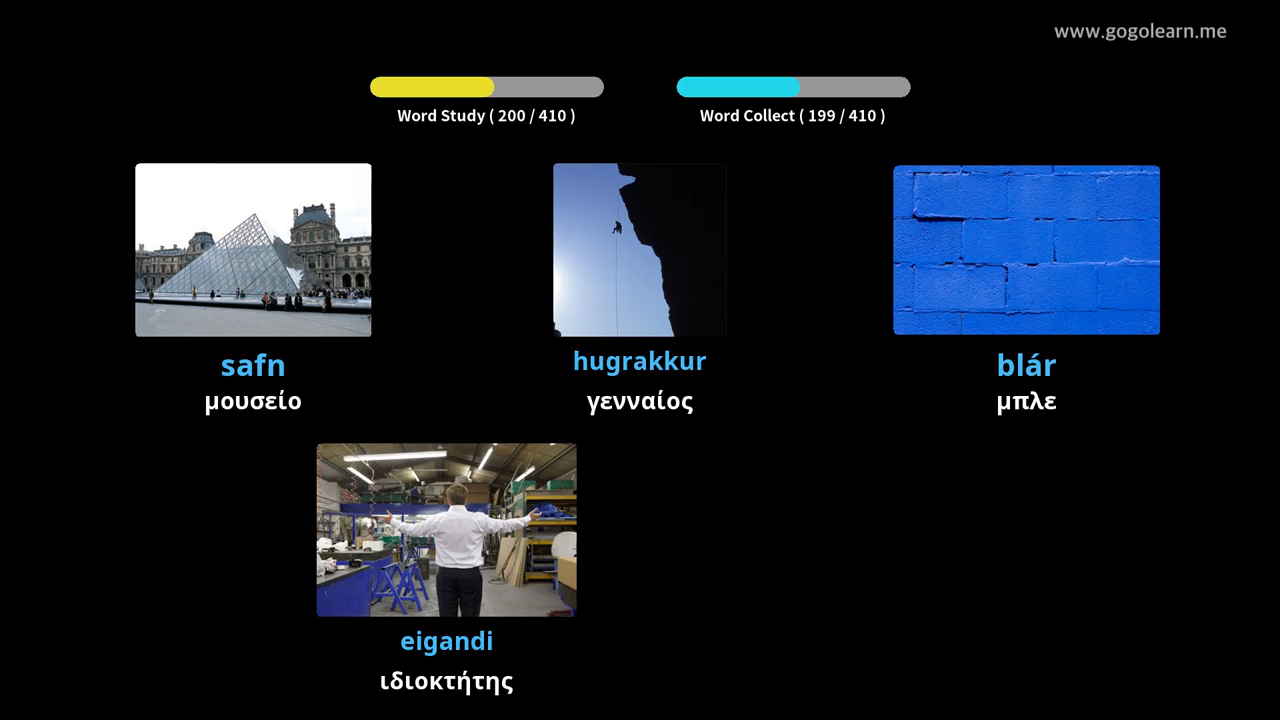 www.gogolearn.me
Word Study ( 200 / 410 )
Word Collect ( 199 / 410 )
safn
μουσείο
hugrakkur
γενναίος
blár
μπλε
eigandi
ιδιοκτήτης